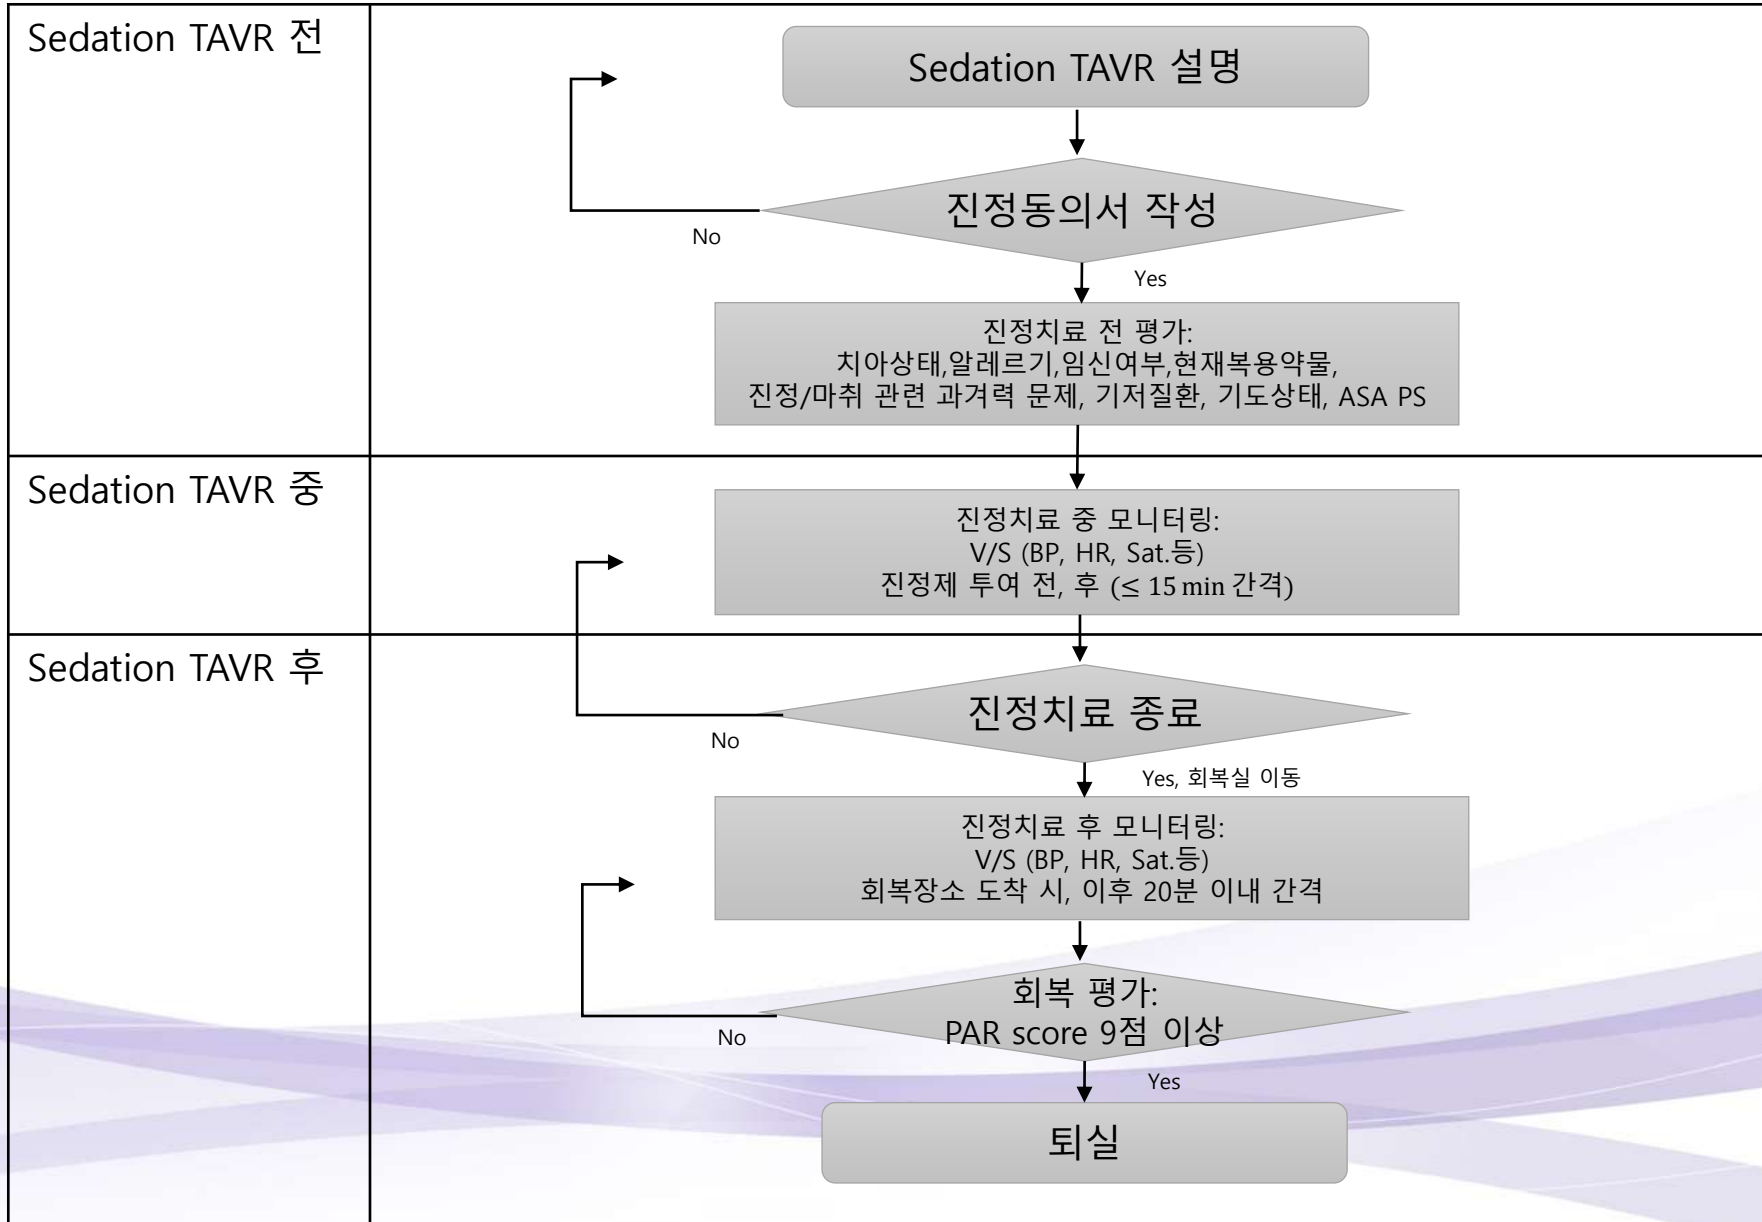 Sedation TAVR 전
Sedation TAVR 설명
진정동의서 작성
No
Yes
진정치료 전 평가:
치아상태,알레르기,임신여부,현재복용약물,
진정/마취 관련 과겨력 문제, 기저질환, 기도상태, ASA PS
Sedation TAVR 중
진정치료 중 모니터링:
V/S (BP, HR, Sat.등)
진정제 투여 전, 후 (≤ 15 min 간격)
Sedation TAVR 후
진정치료 종료
No
Yes, 회복실 이동
진정치료 후 모니터링:
V/S (BP, HR, Sat.등)
회복장소 도착 시, 이후 20분 이내 간격
회복 평가:
PAR score 9점 이상
No
Yes
퇴실